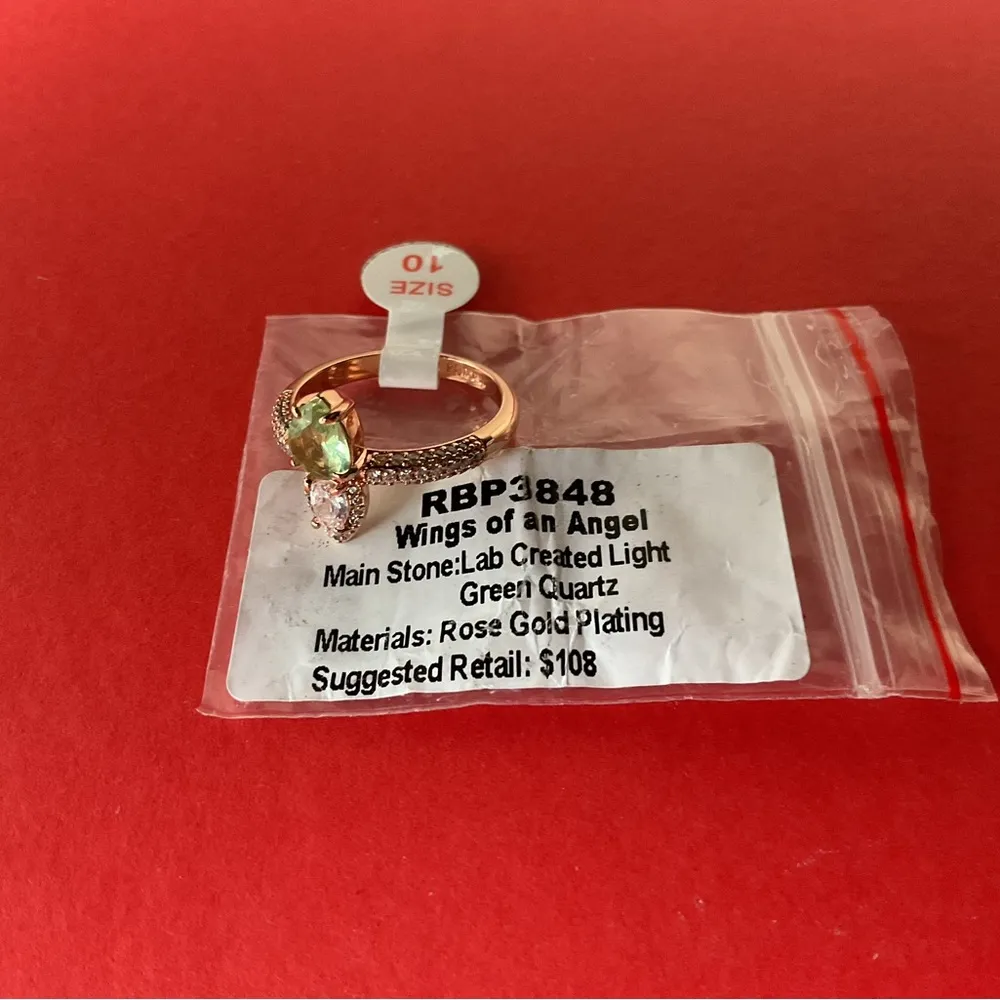 SIZE
10
RBP3848
Wings of an Angel
Main Stone:Lab Created Light
Green Quartz
Materials: Rose Gold Plating
Suggested Retail: $108